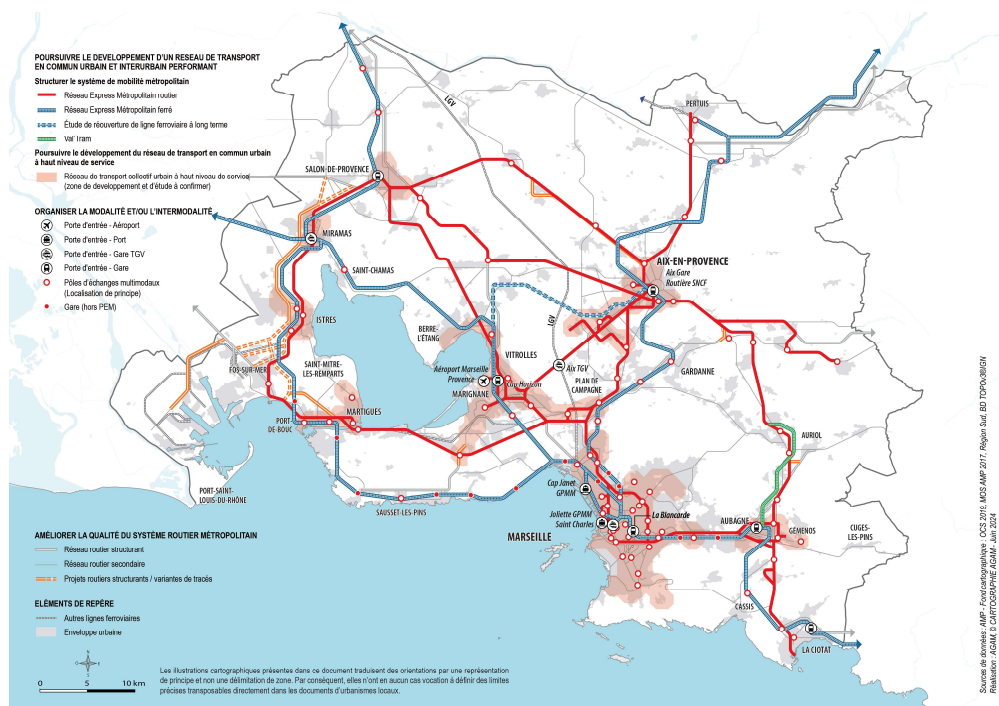 POURSUIVRE LE DEVELOPPEMENT D'UN RESEAU DE TRANSPORT
EN COMMUN URBAIN ET INTERURBAIN PERFORMANT
Structurer le système de mobilité métropolitain
Réseau Express Métropolitain routier
Réseau Express Métropolitain ferré
Étude de réouverture de ligne ferroviaire à long terme
Val'Tram
Poursuivre le développement du réseau de transport en commun urbain
à haut niveau de service
Réseau de transport collectif urbain à haut niveau de service
(zone de developpement et d'étude à confirmer)
ORGANISER LA MODALITÉ ET/OU L'INTERMODALITÉ
Porte d'entrée - Aéroport
Porte d'entrée - Port
Porte d'entrée - Gare TGV
Porte d'entrée - Gare
Pôles d'échanges multimodaux
(Localisation de principe)
Gare (hors PEM)
LGV
PERTUIS
SALON-DE-PROVENCE
MIRAMAS
SAINT-CHAMAS
AIX-EN-PROVENCE
Aix Gare
Routière SNCF
ISTRES
BERRE-
L'ÉTANG
LGV
VITROLLES
FOS-SUR-MER
SAINT-MITRE-
LES-REMPARTS
Aéroport Marseille
Provence
Cap Horizon
MARIGNANE
Aix TGV
PLAN DE
CAMPAGNE
GARDANNE
MARTIGUES
PORT-
DE-BOUC
AURIOL
PORT-SAINT-
LOUIS-DU-RHÔNE
SAUSSET-LES-PINS
Cap Janet
GPMM
Joliette GPMM
Saint Charles
La Blancarde
MARSEILLE
AUBAGNE
GÉMENOS
CUGES-
LES-PINS
CASSIS
LA CIOTAT
AMÉLIORER LA QUALITÉ DU SYSTÈME ROUTIER MÉTROPOLITAIN
Réseau routier structurant
Réseau routier secondaire
Projets routiers structurants / variantes de tracés
ELÉMENTS DE REPÈRE
Autres lignes ferroviaires
Enveloppe urbaine
N
O
E
S
0 5 10 km
Les illustrations cartographiques présentes dans ce document traduisent des orientations par une représentation
de principe et non une délimitation de zone. Par conséquent, elles n'ont en aucun cas vocation à définir des limites
précises transposables directement dans les documents d'urbanismes locaux.
Sources de données : AMP - Fond cartographique : OCS 2019, MOS AMP 2017, Région Sud, BD TOPOv3©IGN
Réalisation : AGAM, © CARTOGRAPHIE AGAM - Juin 2024